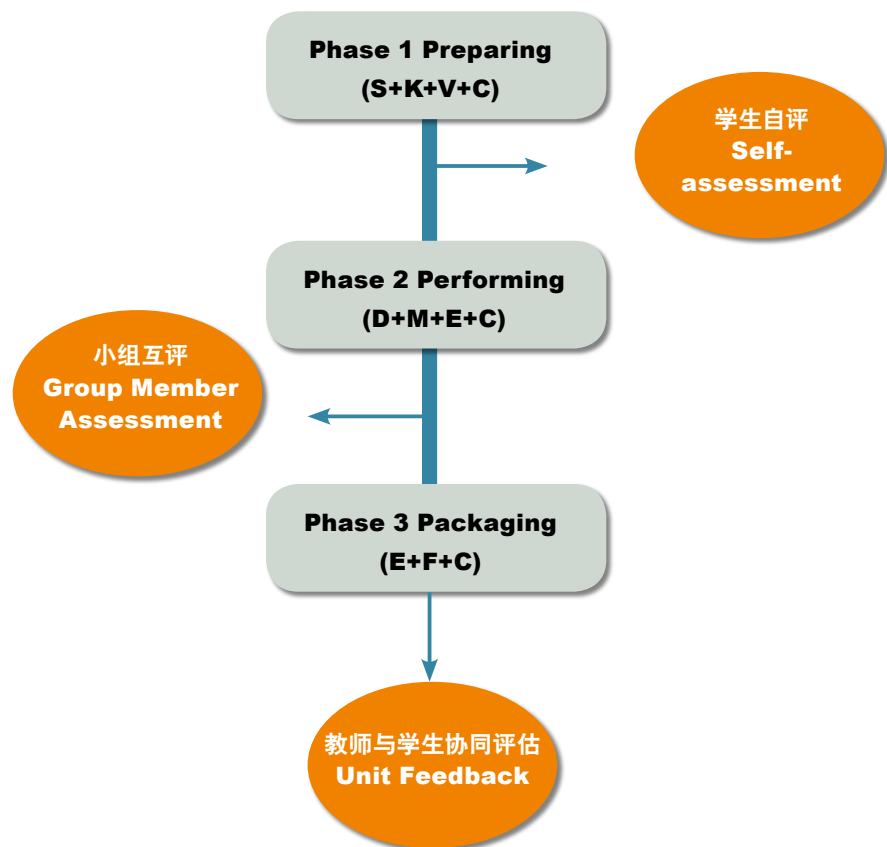 Phase 1 Preparing
(S+K+V+C)
学生自评
Self-
assessment
Phase 2 Performing
(D+M+E+C)
小组互评
Group Member
Assessment
Phase 3 Packaging
(E+F+C)
教师与学生协同评估
Unit Feedback